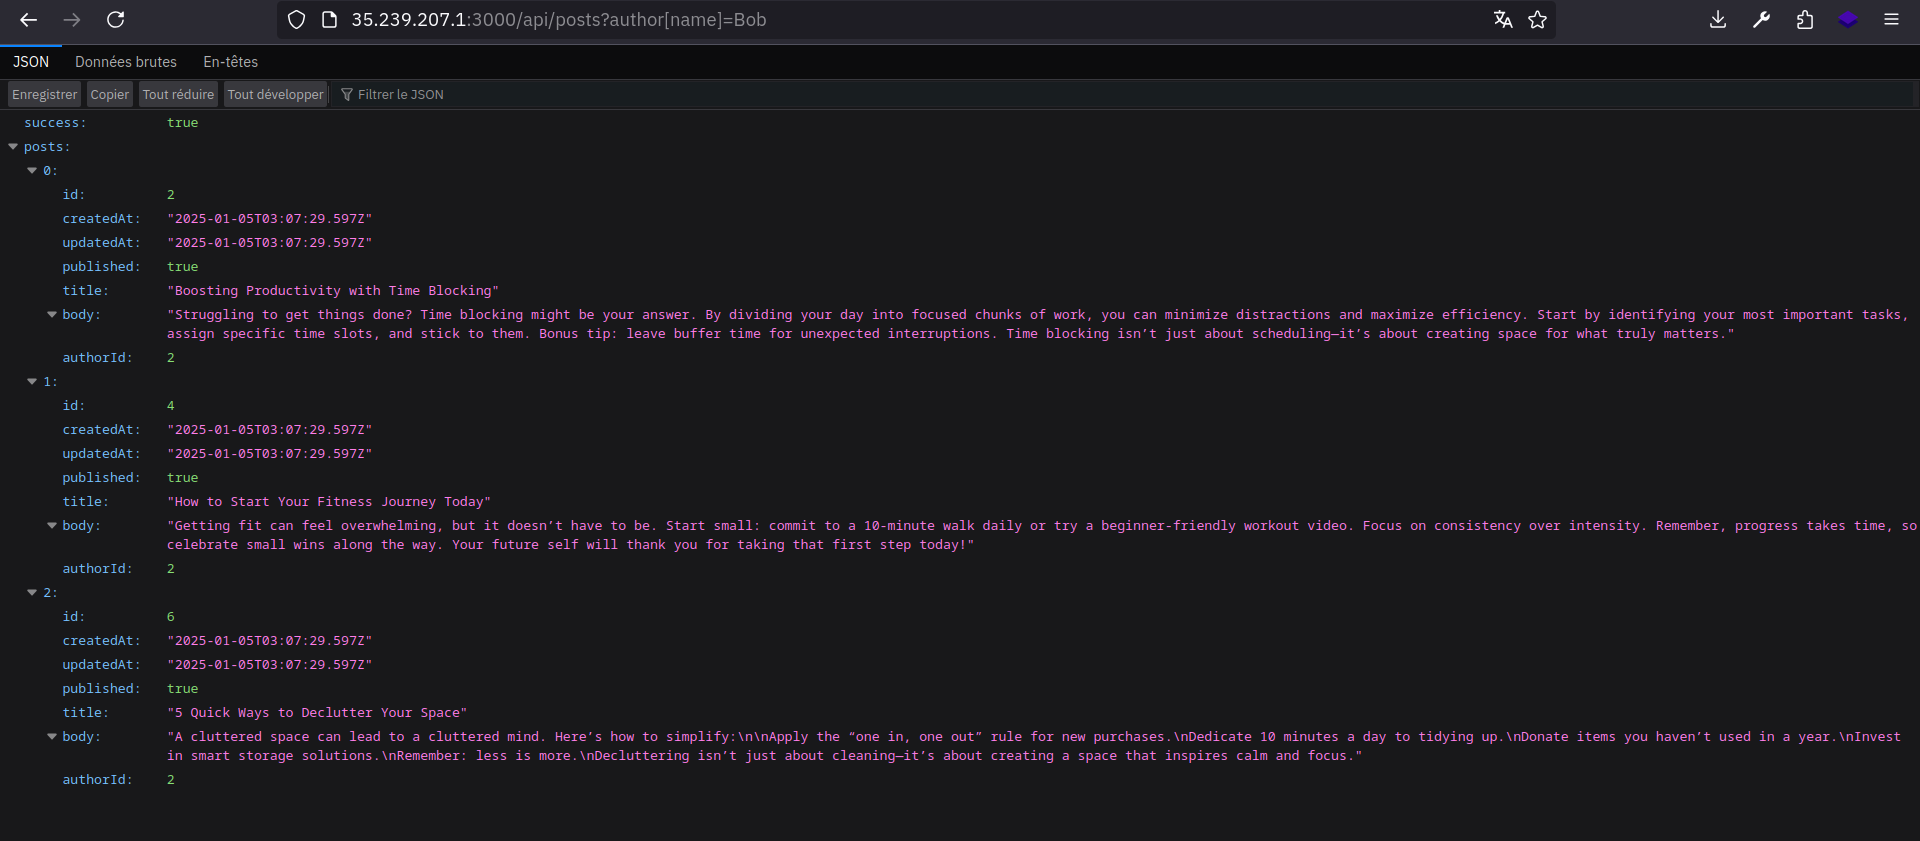 35.239.207.1:3000/api/posts?author[name]=Bob
JSON Données brutes En-têtes
Enregistrer Copier Tout réduire Tout développer Filtrer le JSON
success: true
posts:
0:
id: 2
createdAt: "2025-01-05T03:07:29.597Z"
updatedAt: "2025-01-05T03:07:29.597Z"
published: true
title: "Boosting Productivity with Time Blocking"
body: "Struggling to get things done? Time blocking might be your answer. By dividing your day into focused chunks of work, you can minimize distractions and maximize efficiency. Start by identifying your most important tasks,
assign specific time slots, and stick to them. Bonus tip: leave buffer time for unexpected interruptions. Time blocking isn’t just about scheduling—it’s about creating space for what truly matters."
authorId: 2
1:
id: 4
createdAt: "2025-01-05T03:07:29.597Z"
updatedAt: "2025-01-05T03:07:29.597Z"
published: true
title: "How to Start Your Fitness Journey Today"
body: "Getting fit can feel overwhelming, but it doesn’t have to be. Start small: commit to a 10-minute walk daily or try a beginner-friendly workout video. Focus on consistency over intensity. Remember, progress takes time, so
celebrate small wins along the way. Your future self will thank you for taking that first step today!"
authorId: 2
2:
id: 6
createdAt: "2025-01-05T03:07:29.597Z"
updatedAt: "2025-01-05T03:07:29.597Z"
published: true
title: "5 Quick Ways to Declutter Your Space"
body: "A cluttered space can lead to a cluttered mind. Here’s how to simplify:\n\nApply the “one in, one out” rule for new purchases.\nDedicate 10 minutes a day to tidying up.\nDonate items you haven’t used in a year.\nInvest
in smart storage solutions.\nRemember: less is more.\nDecluttering isn’t just about cleaning—it’s about creating a space that inspires calm and focus."
authorId: 2